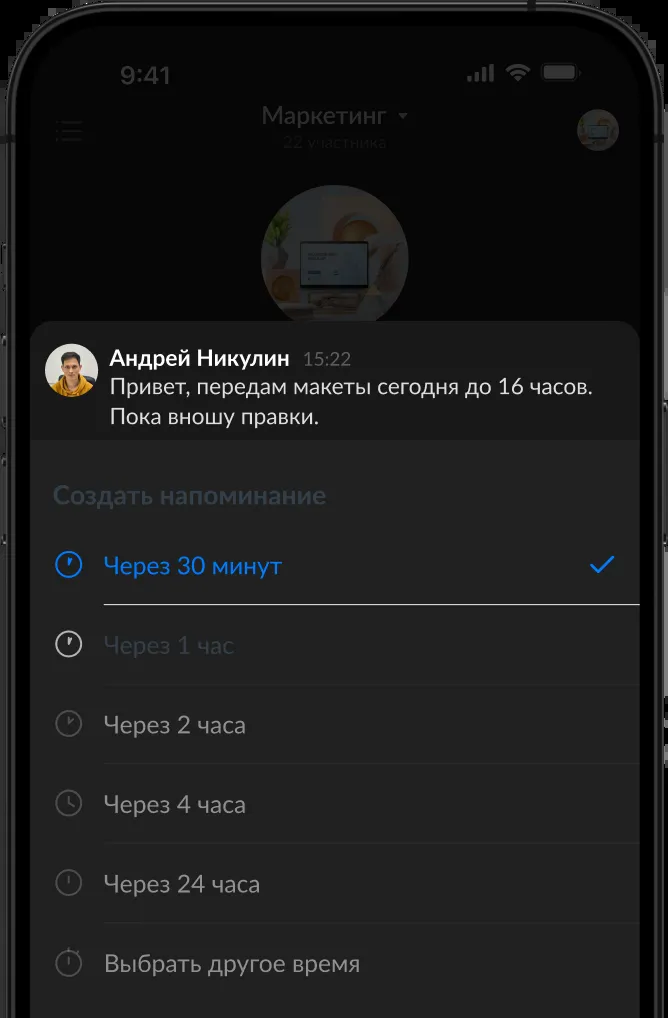 9:41
Маркетинг
22 участника
Андрей Никулин 15:22
Привет, передам макеты сегодня до 16 часов.
Пока вношу правки.
Создать напоминание
Через 30 минут
Через 1 час
Через 2 часа
Через 4 часа
Через 24 часа
Выбрать другое время